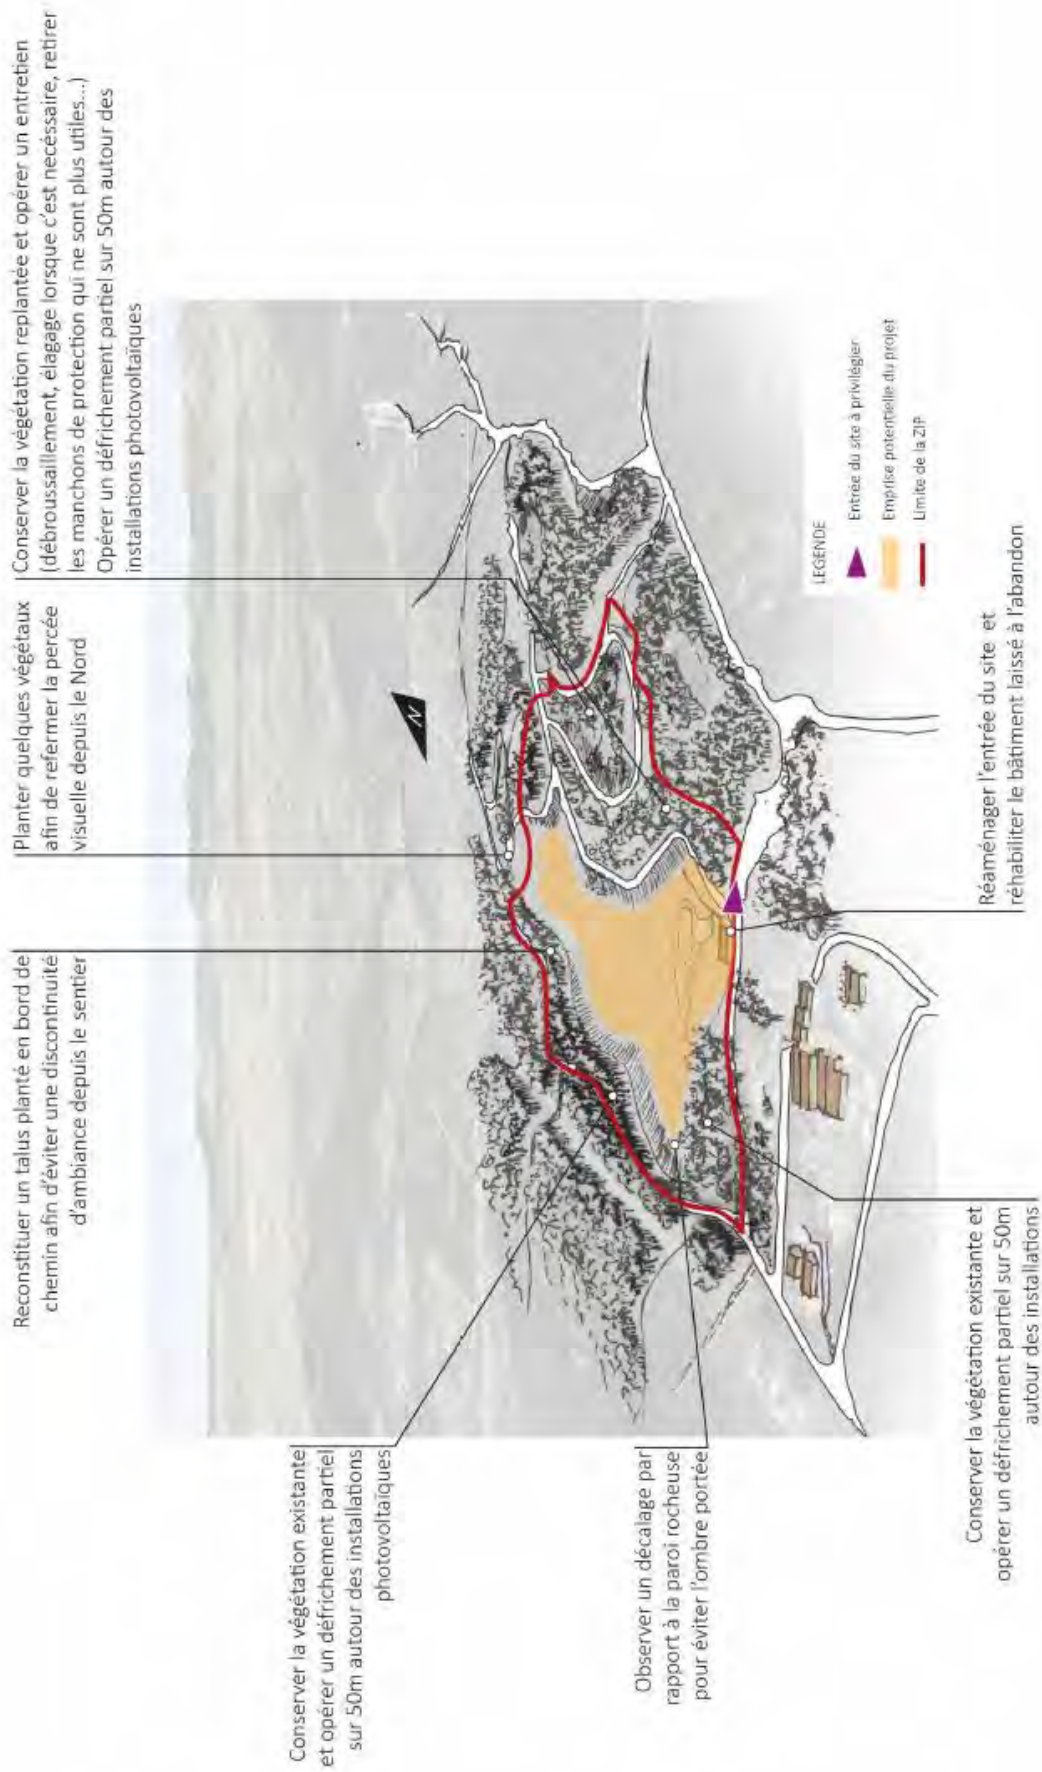 Reconstituer un talus planté en bord de
chemin afin d'éviter une discontinuité
d'ambiance depuis le sentier
Planter quelques végétaux
afin de refermer la percée
visuelle depuis le Nord
Conserver la végétation replantée et opérer un entretien
(débroussaillement, élagage lorsque c'est necéssaire, retirer
les manchons de protection qui ne sont plus utiles...)
Opérer un défrichement partiel sur 50m autour des
installations photovoltaïques
Conserver la végétation existante
et opérer un défrichement partiel
sur 50m autour des installations
photovoltaïques
N
Observer un décalage par
rapport à la paroi rocheuse
pour éviter l'ombre portée
LEGENDE
Entrée du site à privilégier
Emprise potentielle du projet
Limite de la ZIP
Conserver la végétation existante et
opérer un défrichement partiel sur 50m
autour des installations
Réaménager l'entrée du site et
réhabiliter le bâtiment laissé à l'abandon